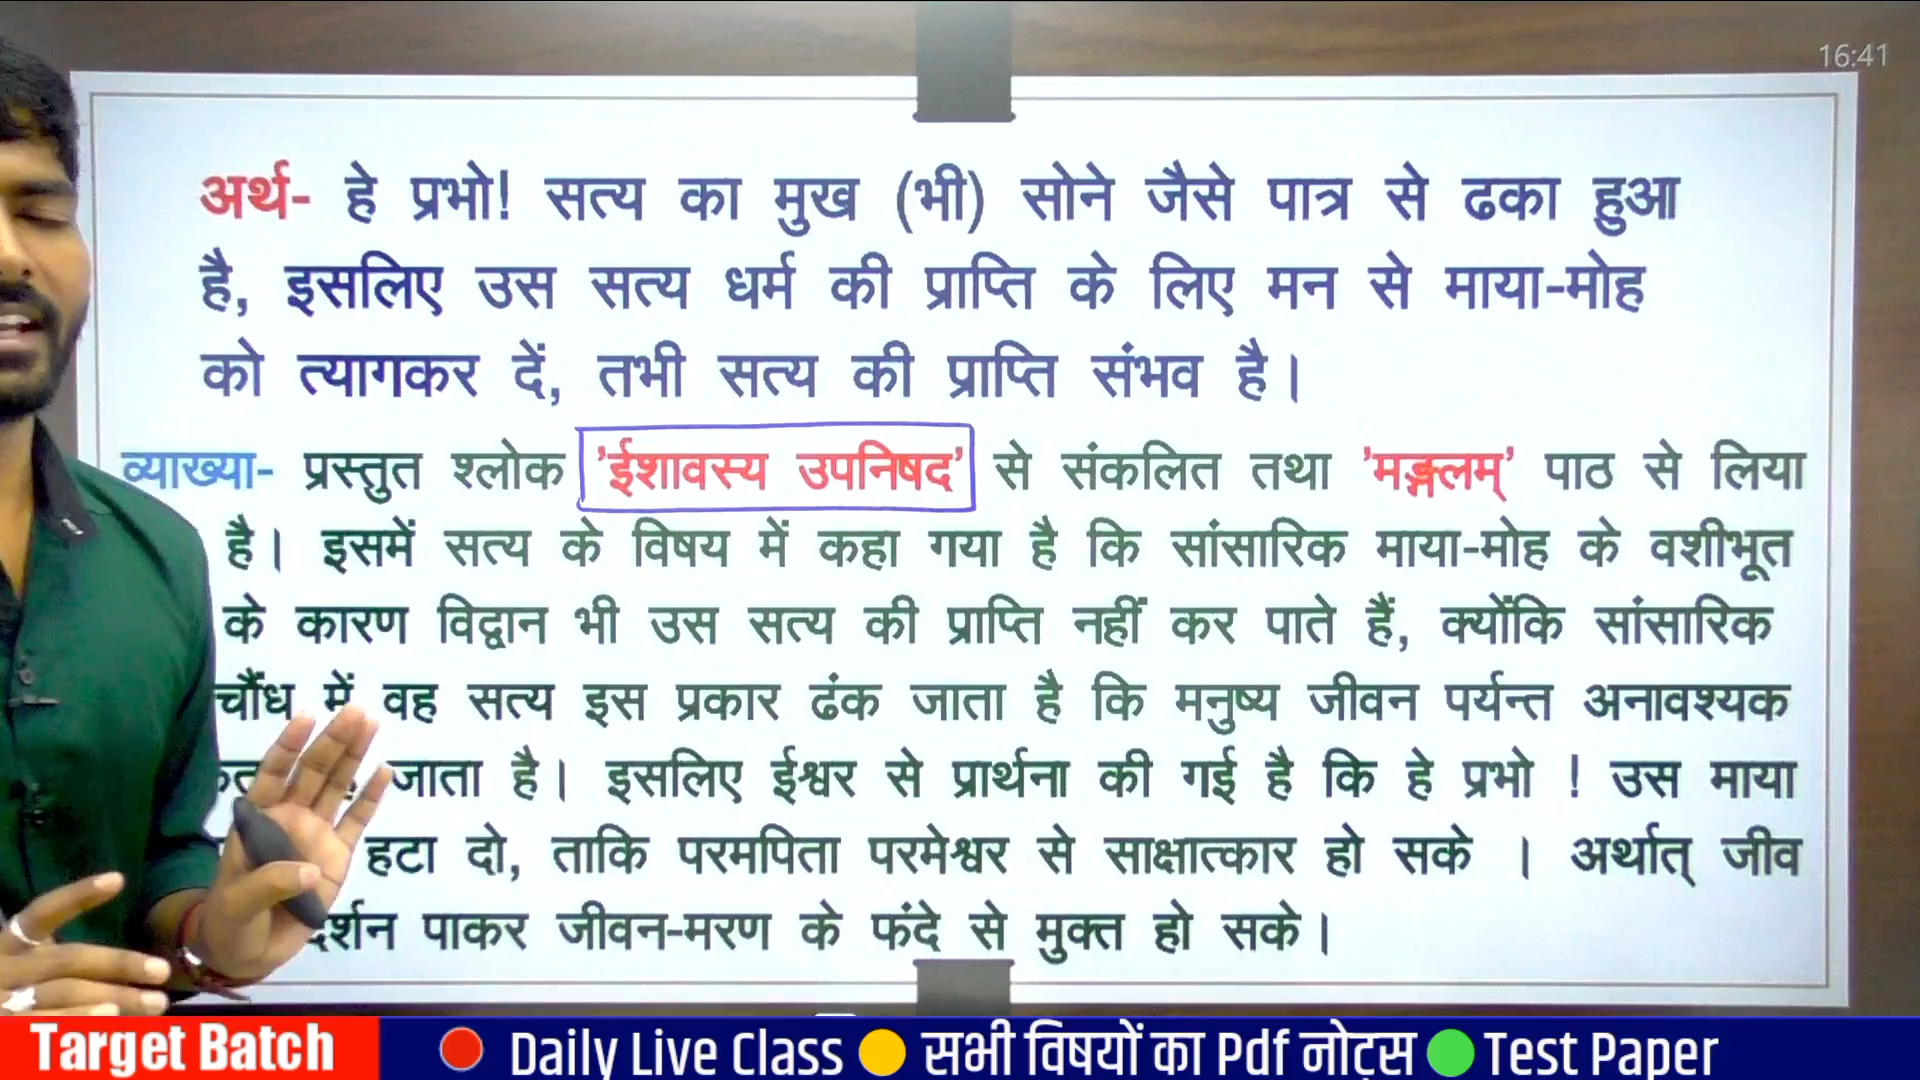 16:41
अर्थ- हे प्रभो! सत्य का मुख (भी) सोने जैसे पात्र से ढका हुआ
है, इसलिए उस सत्य धर्म की प्राप्ति के लिए मन से माया-मोह
को त्यागकर दें, तभी सत्य की प्राप्ति संभव है।
व्याख्या- प्रस्तुत श्लोक 'ईशावस्य उपनिषद' से संकलित तथा 'मङ्गलम्' पाठ से लिया
है। इसमें सत्य के विषय में कहा गया है कि सांसारिक माया-मोह के वशीभूत
के कारण विद्वान भी उस सत्य की प्राप्ति नहीं कर पाते हैं, क्योंकि सांसारिक
चौंध में वह सत्य इस प्रकार ढंक जाता है कि मनुष्य जीवन पर्यन्त अनावश्यक
जाता है। इसलिए ईश्वर से प्रार्थना की गई है कि हे प्रभो ! उस माया
हटा दो, ताकि परमपिता परमेश्वर से साक्षात्कार हो सके । अर्थात् जीव
दर्शन पाकर जीवन-मरण के फंदे से मुक्त हो सके।
Target Batch Daily Live Class सभी विषयों का Pdf नोट्स Test Paper